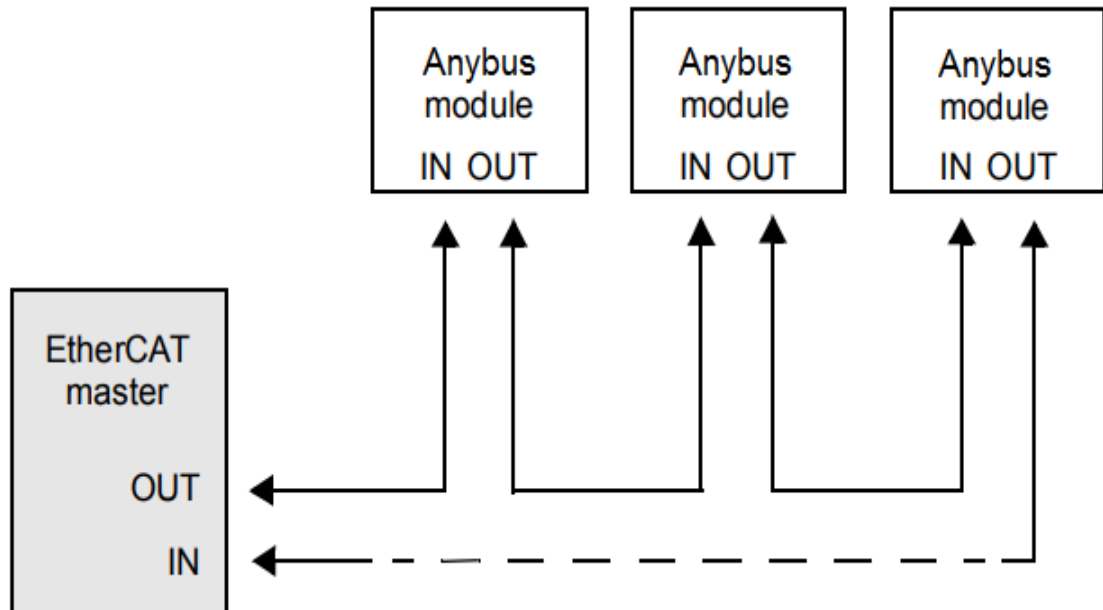 Anybus
module
IN OUT
Anybus
module
IN OUT
Anybus
module
IN OUT
EtherCAT
master
OUT
IN